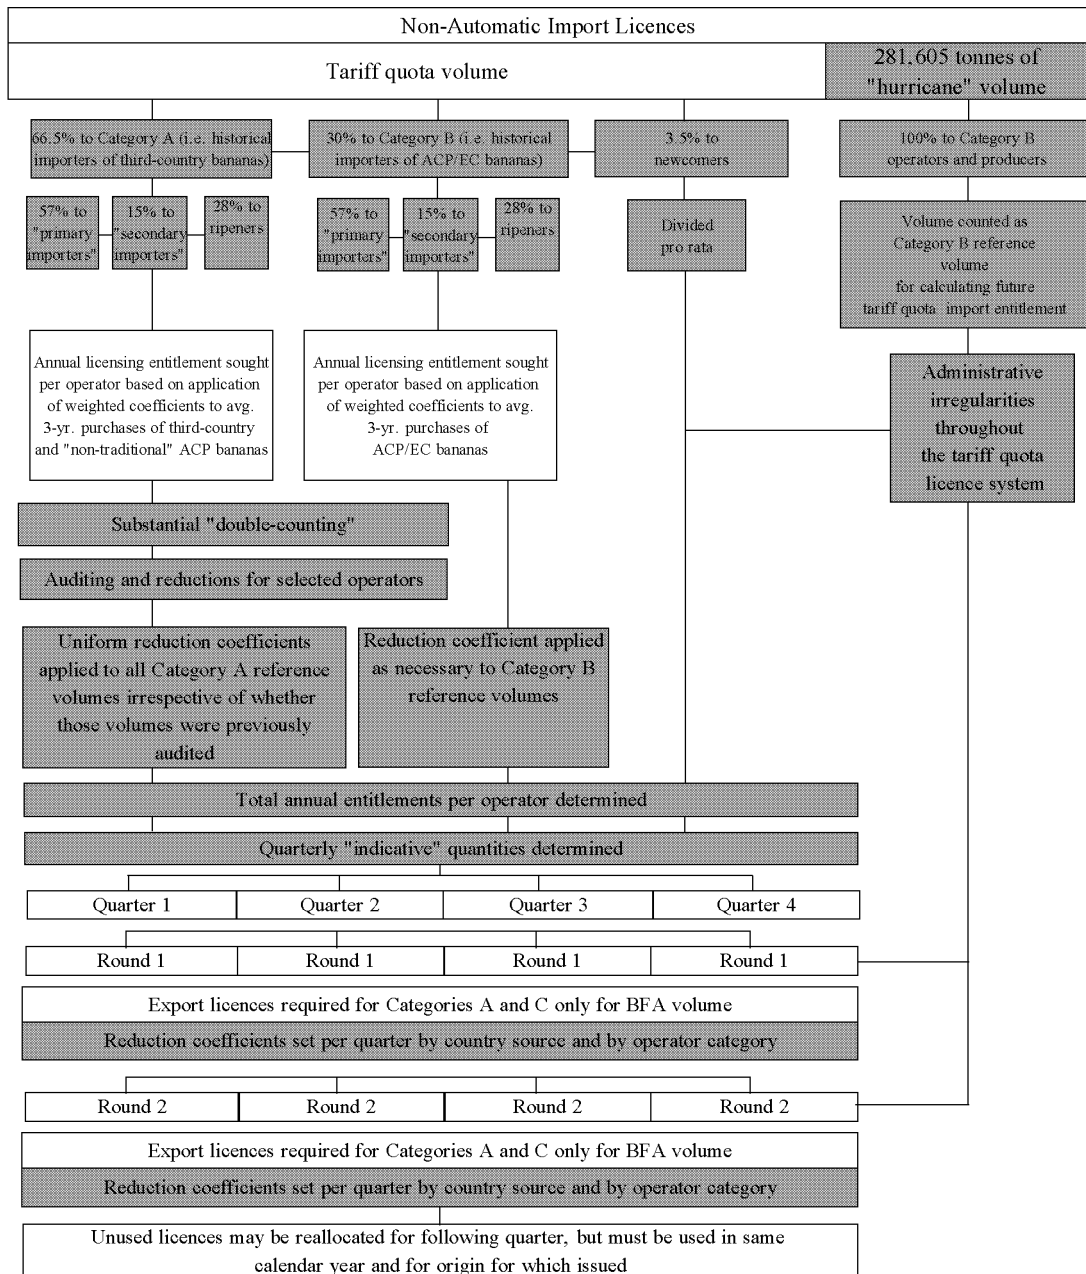 Non-Automatic Import Licences
Tariff quota volume
281,605 tonnes of
"hurricane" volume
66.5% to Category A (i.e. historical
importers of third-country bananas)
30% to Category B (i.e. historical
importers of ACP/EC bananas)
3.5% to
newcomers
100% to Category B
operators and producers
57% to
"primary
importers"
15% to
"secondary
importers"
28% to
ripeners
57% to
"primary
importers"
15% to
"secondary
importers"
28% to
ripeners
Divided
pro rata
Volume counted as
Category B reference
volume
for calculating future
tariff quota import entitlement
Annual licensing entitlement sought
per operator based on application
of weighted coefficients to avg.
3-yr. purchases of third-country
and "non-traditional" ACP bananas
Annual licensing entitlement sought
per operator based on application
of weighted coefficients to avg.
3-yr. purchases of
ACP/EC bananas
Administrative
irregularities
throughout
the tariff quota
licence system
Substantial "double-counting"
Auditing and reductions for selected operators
Uniform reduction coefficients
applied to all Category A reference
volumes irrespective of whether
those volumes were previously
audited
Reduction coefficient applied
as necessary to Category B
reference volumes
Total annual entitlements per operator determined
Quarterly "indicative" quantities determined
Quarter 1
Quarter 2
Quarter 3
Quarter 4
Round 1
Round 1
Round 1
Round 1
Export licences required for Categories A and C only for BFA volume
Reduction coefficients set per quarter by country source and by operator category
Round 2
Round 2
Round 2
Round 2
Export licences required for Categories A and C only for BFA volume
Reduction coefficients set per quarter by country source and by operator category
Unused licences may be reallocated for following quarter, but must be used in same
calendar year and for origin for which issued